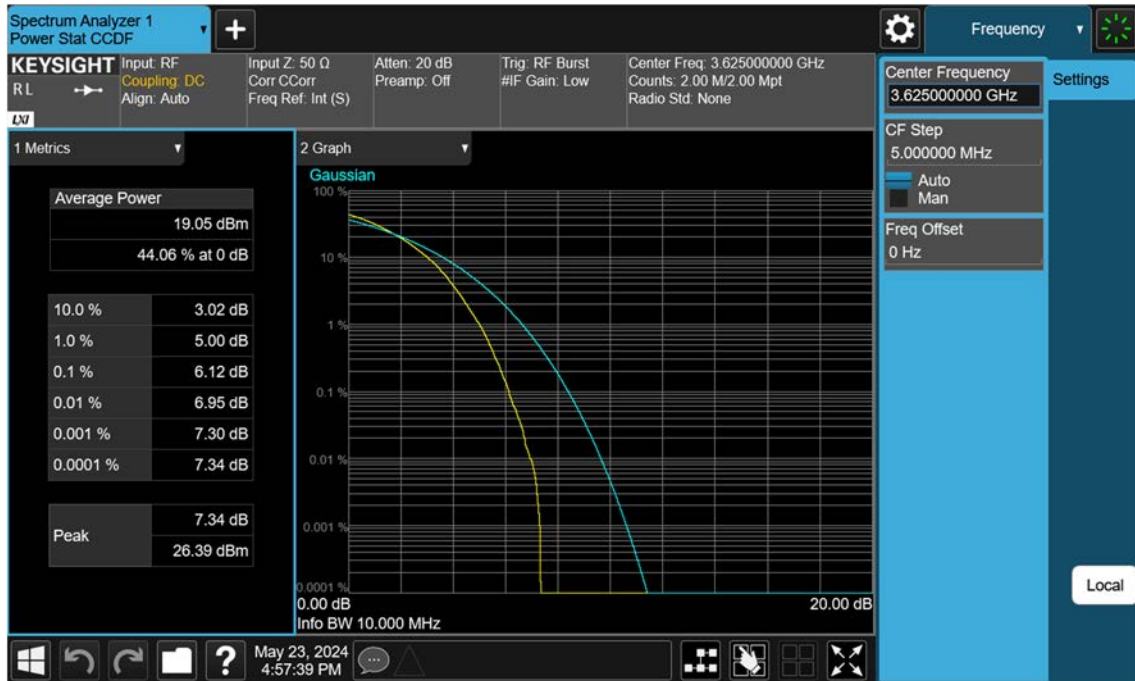 Spectrum Analyzer 1
Power Stat CCDF
+
Frequency
KEYSIGHT
R L
LXI
Input: RF
Coupling: DC
Align: Auto
Input Z: 50 Ω
Corr CCorr
Freq Ref: Int (S)
Atten: 20 dB
Preamp: Off
Trig: RF Burst
#IF Gain: Low
Center Freq: 3.625000000 GHz
Counts: 2.00 M/2.00 Mpt
Radio Std: None
Center Frequency
3.625000000 GHz
Settings
CF Step
5.000000 MHz
Auto
Man
Freq Offset
0 Hz
Local
1 Metrics
Average Power
19.05 dBm
44.06 % at 0 dB
10.0 % 3.02 dB
1.0 % 5.00 dB
0.1 % 6.12 dB
0.01 % 6.95 dB
0.001 % 7.30 dB
0.0001 % 7.34 dB
Peak
7.34 dB
26.39 dBm
2 Graph
Gaussian
100 %
10 %
1 %
0.1 %
0.01 %
0.001 %
0.0001 %
0.00 dB 20.00 dB
Info BW 10.000 MHz
?
May 23, 2024
4:57:39 PM